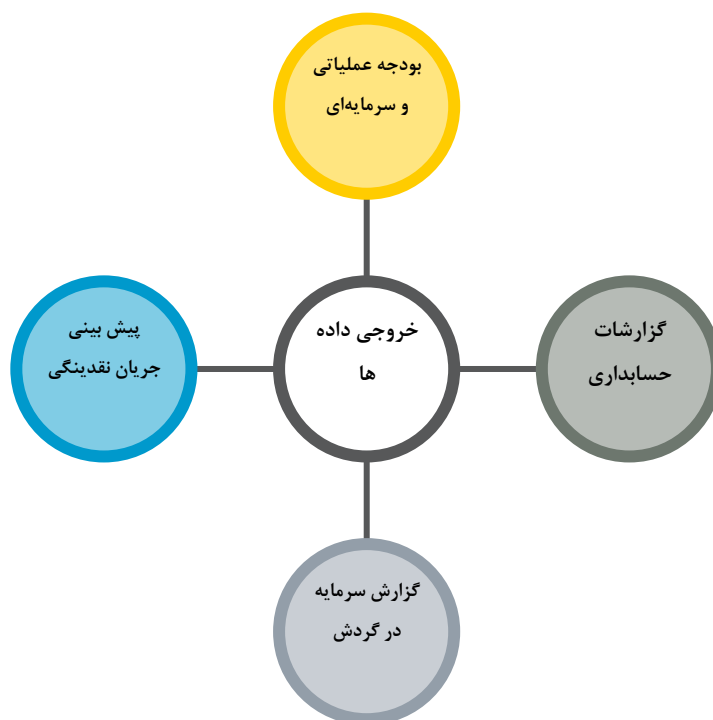 بودجه عملیاتی
و سرمایه‌ای
گزارشات
حسابداری
خروجی داده
ها
پیش بینی
جریان نقدینگی
گزارش سرمایه
در گردش